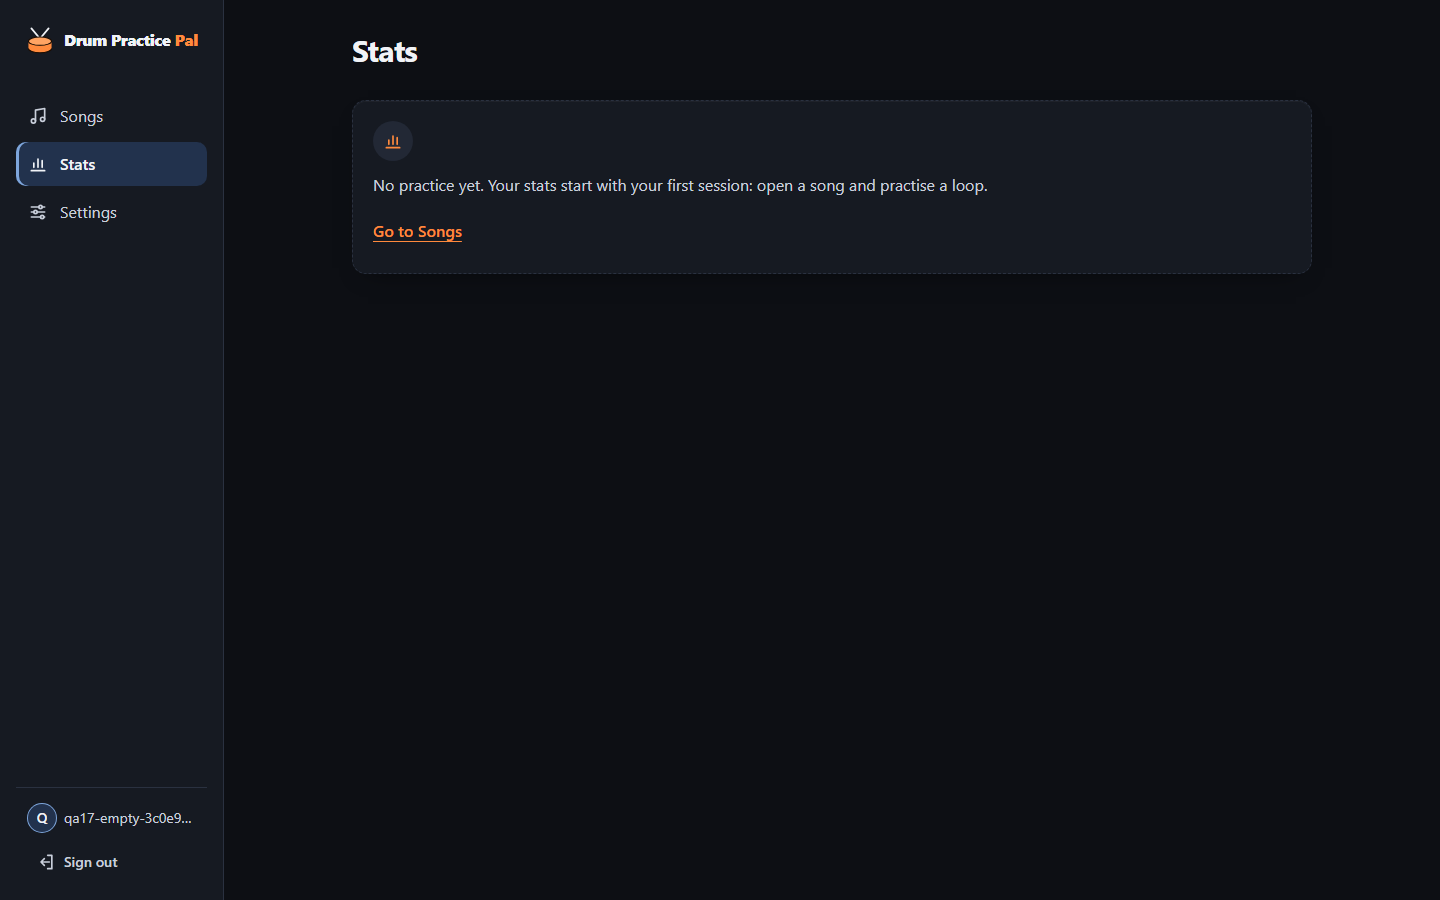 Drum Practice Pal
Songs
Stats
Settings
Stats
No practice yet. Your stats start with your first session: open a song and practise a loop.
Go to Songs
Q
qa17-empty-3c0e9...
Sign out